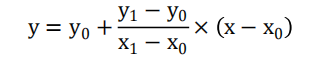 y = y₀ + (y₁ − y₀)/(x₁ − x₀) × (x − x₀)